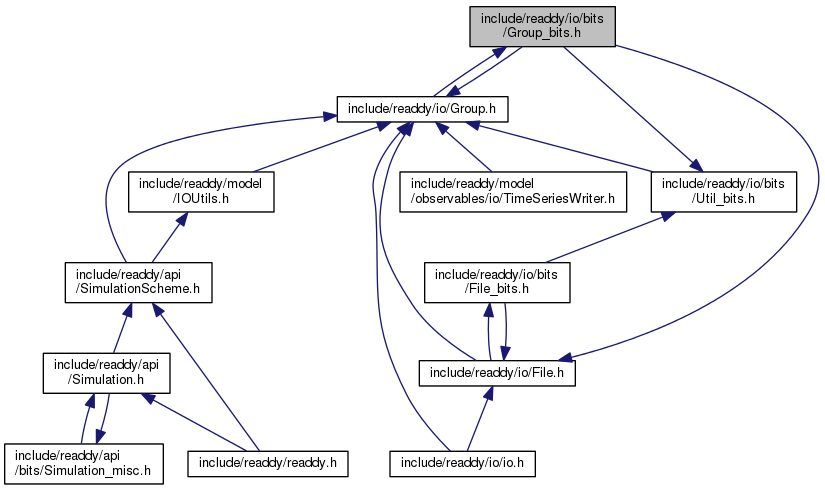 include/readdy/io/bits
/Group_bits.h
include/readdy/io/Group.h
include/readdy/model
/IOUtils.h
include/readdy/model
/observables/io/TimeSeriesWriter.h
include/readdy/io/bits
/Util_bits.h
include/readdy/api
/SimulationScheme.h
include/readdy/io/bits
/File_bits.h
include/readdy/api
/Simulation.h
include/readdy/io/File.h
include/readdy/api
/bits/Simulation_misc.h
include/readdy/readdy.h
include/readdy/io/io.h